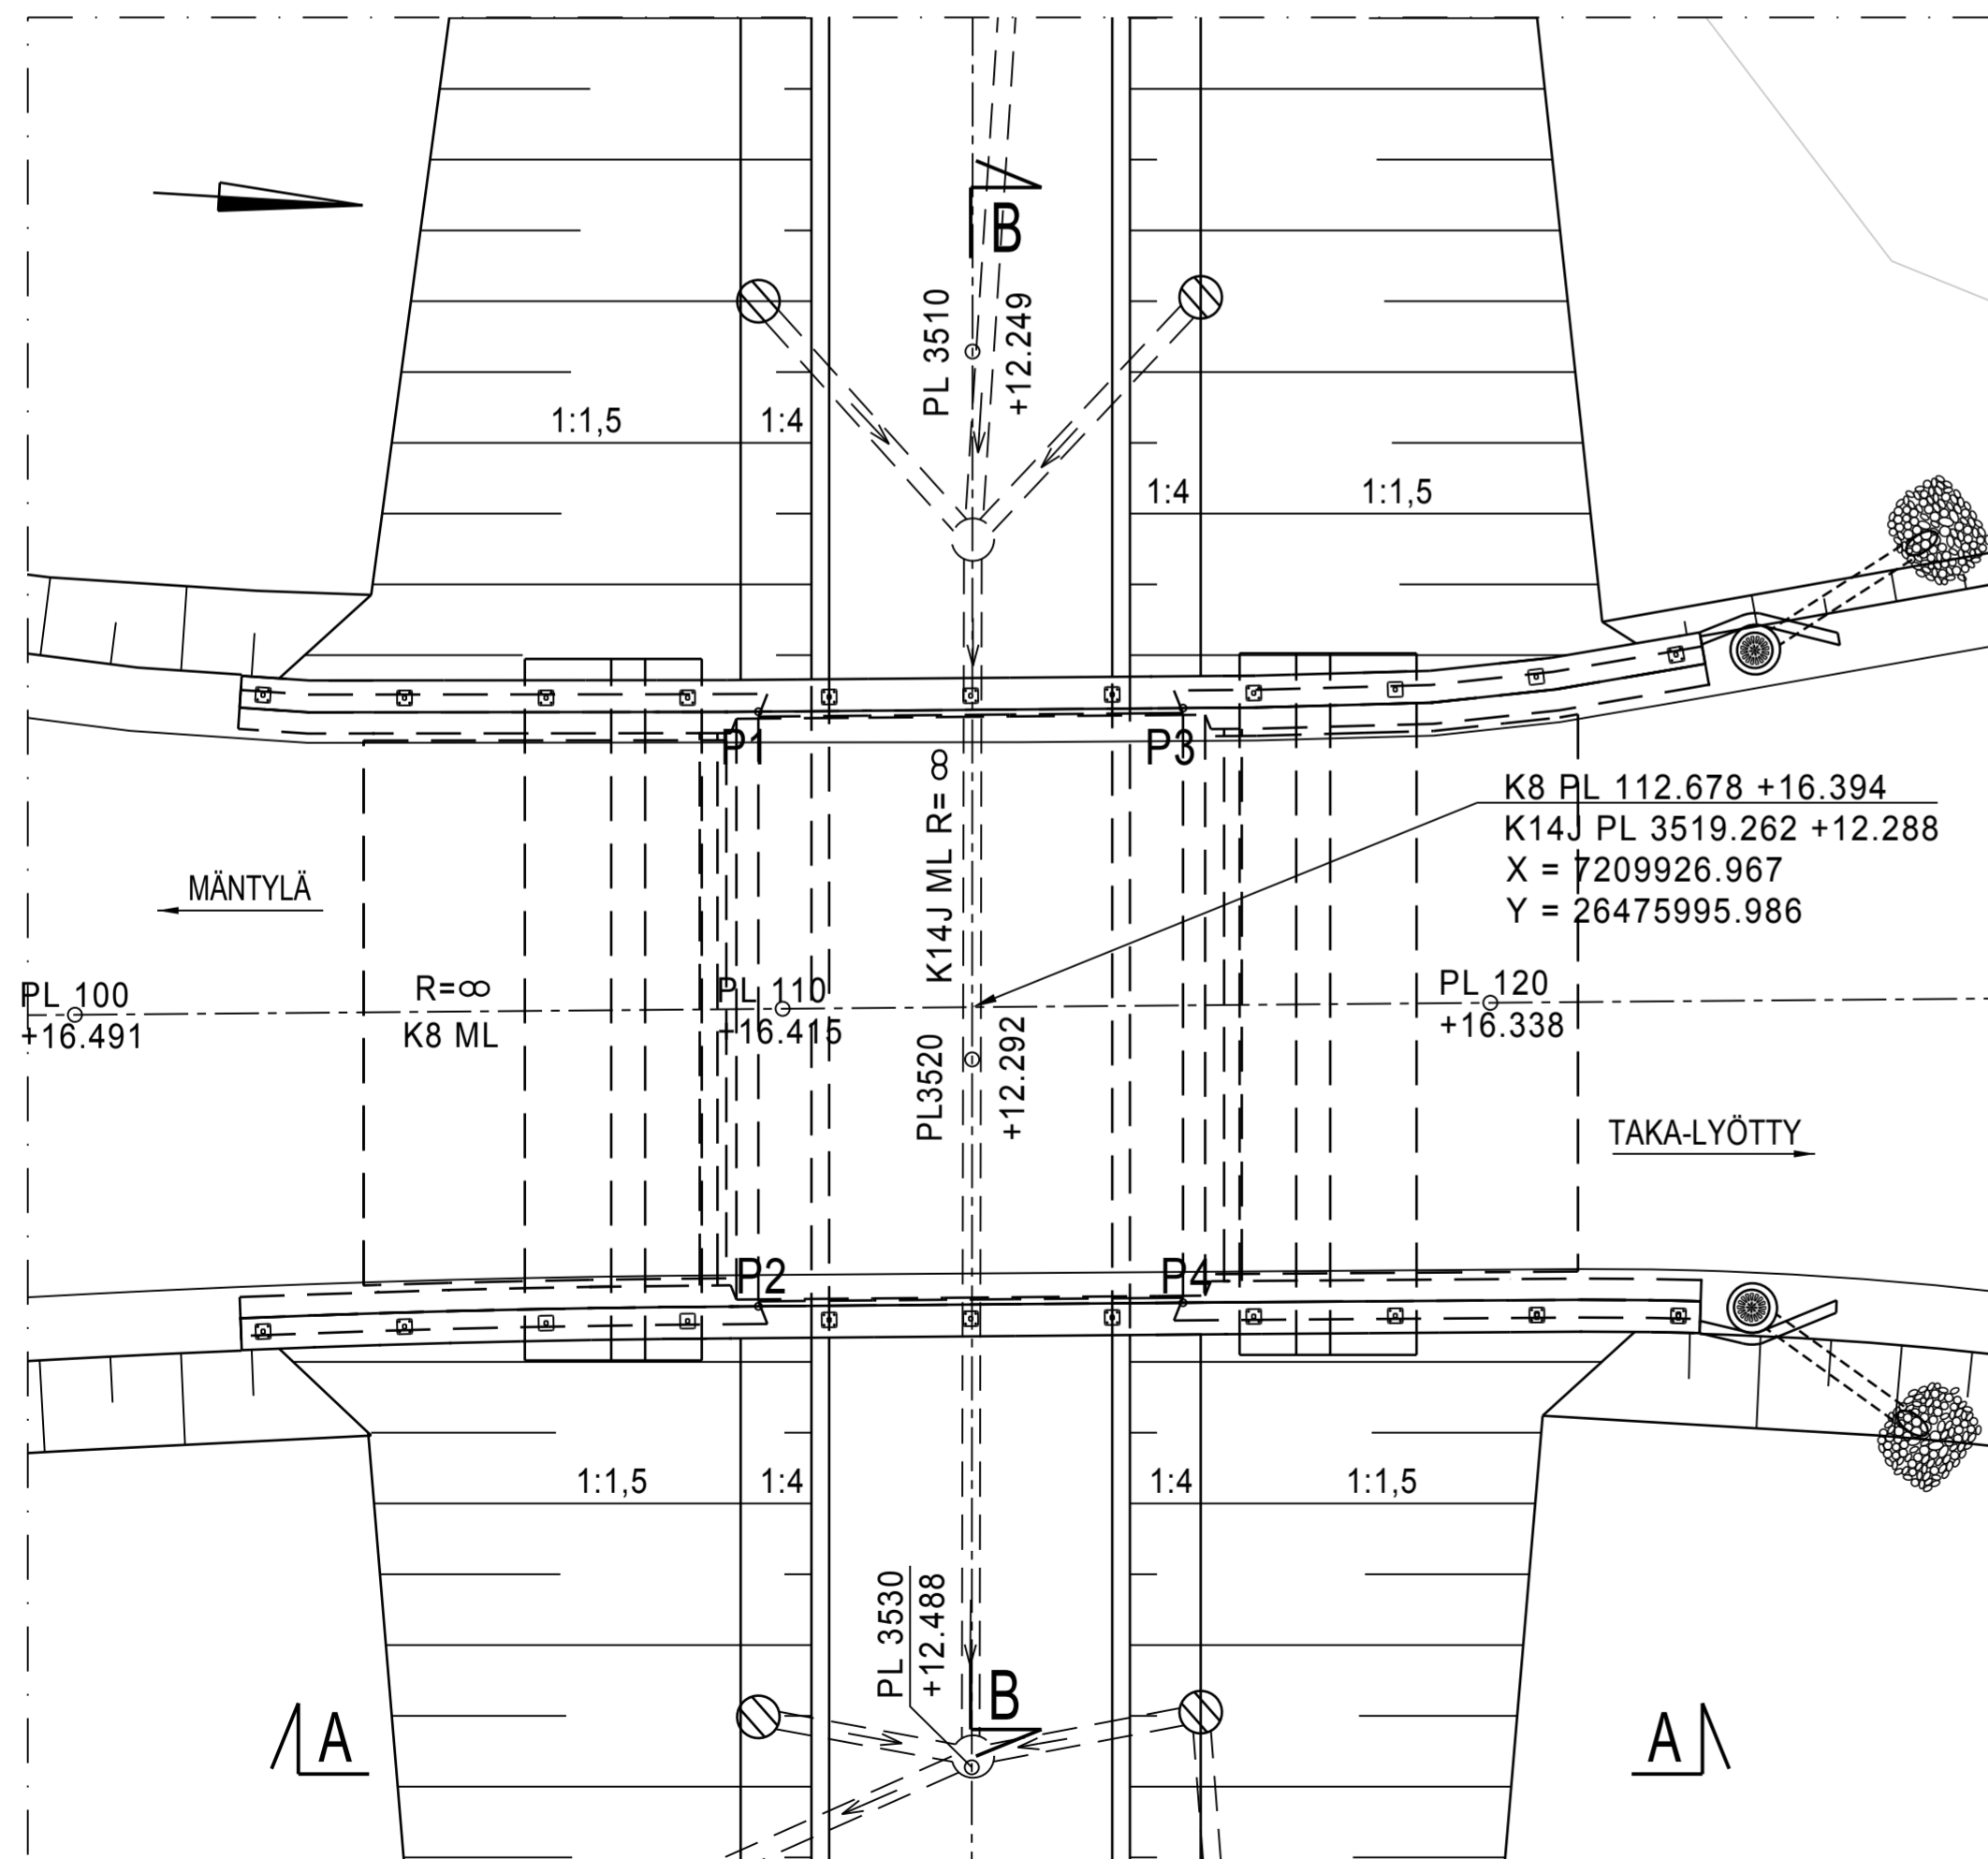 B
PL 3510
+12.249
1:1,5
1:4
1:4
1:1,5
P1
P3
K14J ML R= ∞
K8 PL 112.678 +16.394
K14J PL 3519.262 +12.288
X = 7209926.967
Y = 26475995.986
MÄNTYLÄ
PL 100
+16.491
R=∞
K8 ML
PL 110
+16.415
PL3520
+12.292
PL 120
+16.338
TAKA-LYÖTTY
P2
P4
1:1,5
1:4
1:4
1:1,5
PL 3530
+12.488
B
A
A